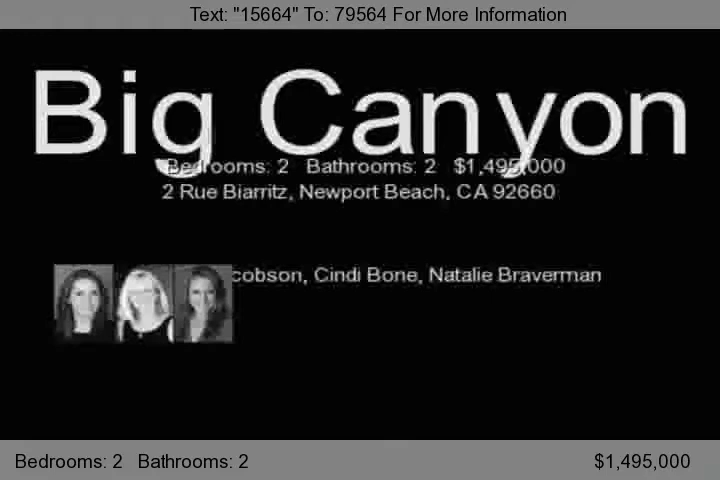 Text: "15664" To: 79564 For More Information
Big Canyon
Bedrooms: 2 Bathrooms: 2 $1,495,000
2 Rue Biarritz, Newport Beach, CA 92660
cobson, Cindi Bone, Natalie Braverman
Bedrooms: 2 Bathrooms: 2 $1,495,000